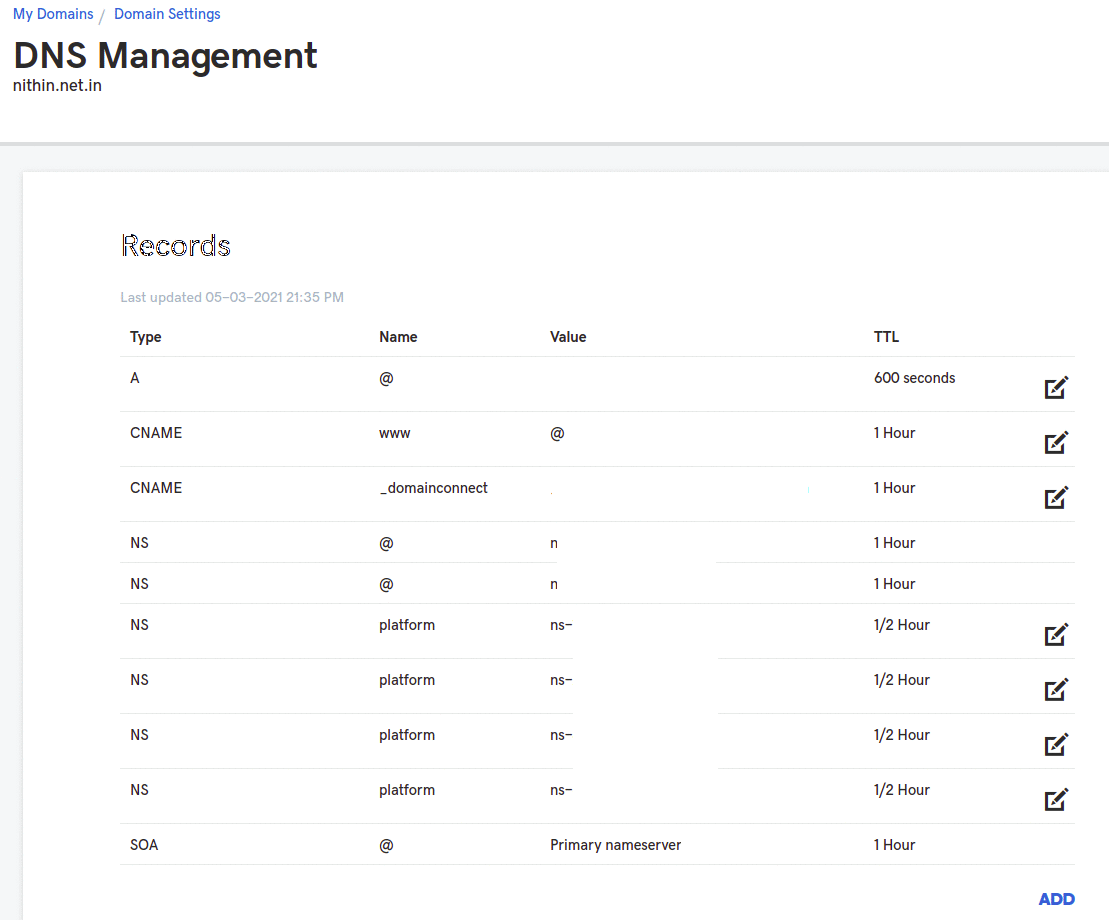 My Domains / Domain Settings
DNS Management
nithin.net.in
Records
Last updated 05-03-2021 21:35 PM
Type Name Value TTL
A @ 600 seconds
CNAME www @ 1 Hour
CNAME _domainconnect 1 Hour
NS @ n 1 Hour
NS @ n 1 Hour
NS platform ns- 1/2 Hour
NS platform ns- 1/2 Hour
NS platform ns- 1/2 Hour
NS platform ns- 1/2 Hour
SOA @ Primary nameserver 1 Hour
ADD